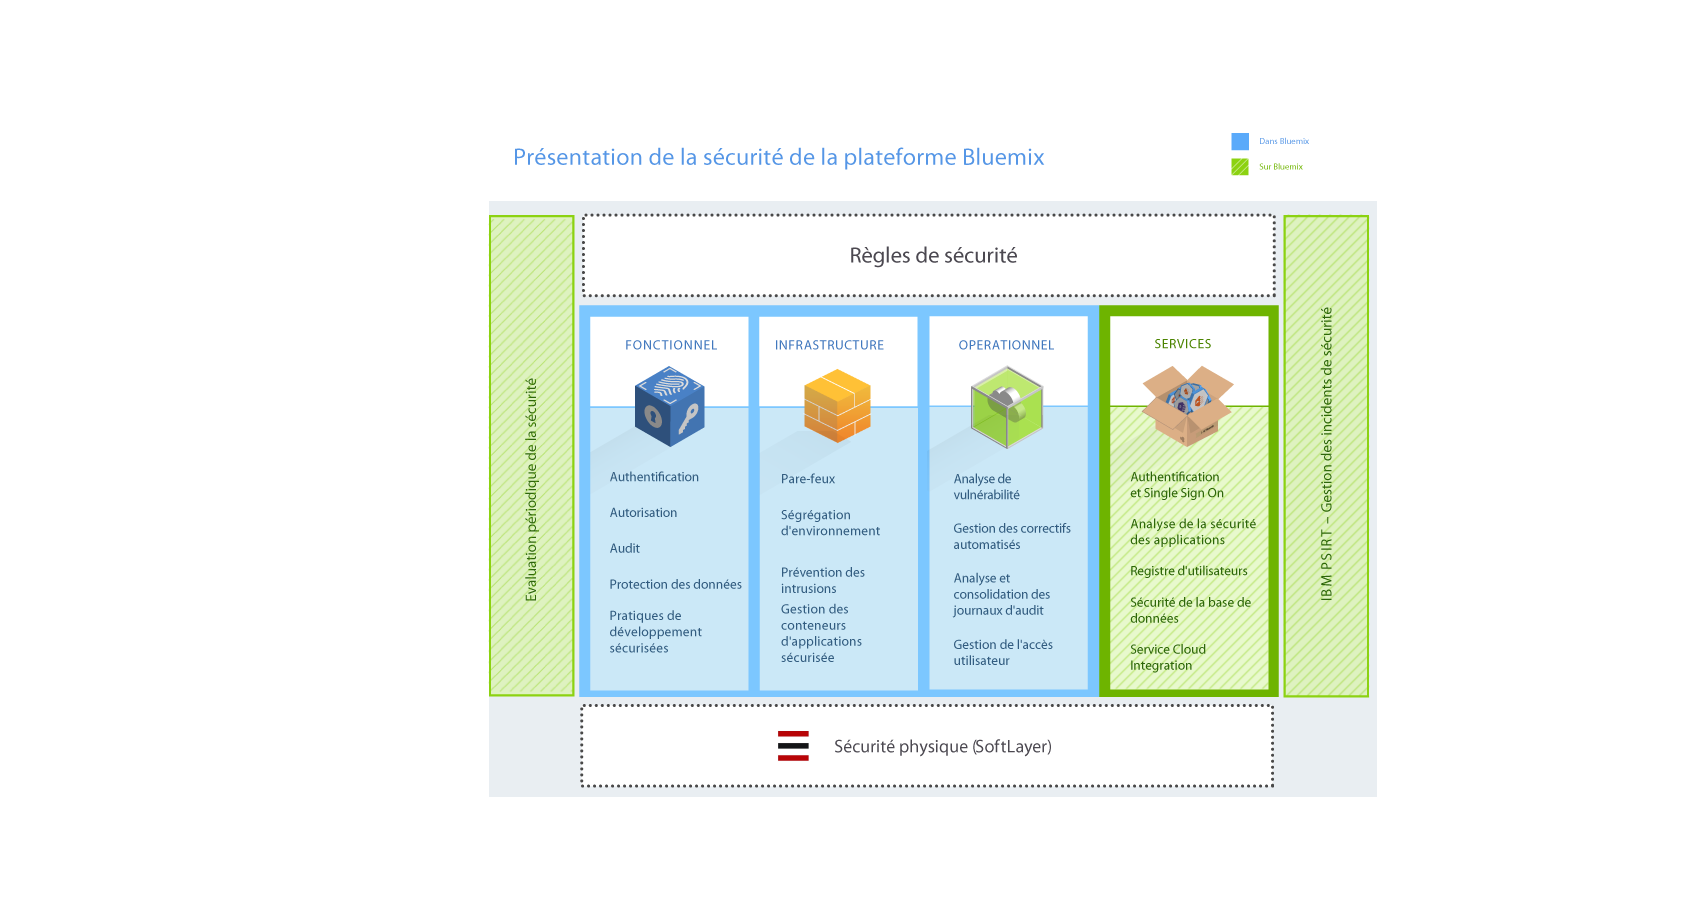 Présentation de la sécurité de la plateforme Bluemix
Dans Bluemix
Sur Bluemix
Evaluation périodique de la sécurité
Règles de sécurité
FONCTIONNEL
Authentification
Autorisation
Audit
Protection des données
Pratiques de
développement
sécurisées
INFRASTRUCTURE
Pare-feux
Ségrégation
d'environnement
Prévention des
intrusions
Gestion des
conteneurs
d'applications
sécurisée
OPERATIONNEL
Analyse de
vulnérabilité
Gestion des correctifs
automatisés
Analyse et
consolidation des
journaux d'audit
Gestion de l'accès
utilisateur
SERVICES
Authentification
et Single Sign On
Analyse de la sécurité
des applications
Registre d'utilisateurs
Sécurité de la base de
données
Service Cloud
Integration
IBM PSIRT – Gestion des incidents de sécurité
Sécurité physique (SoftLayer)